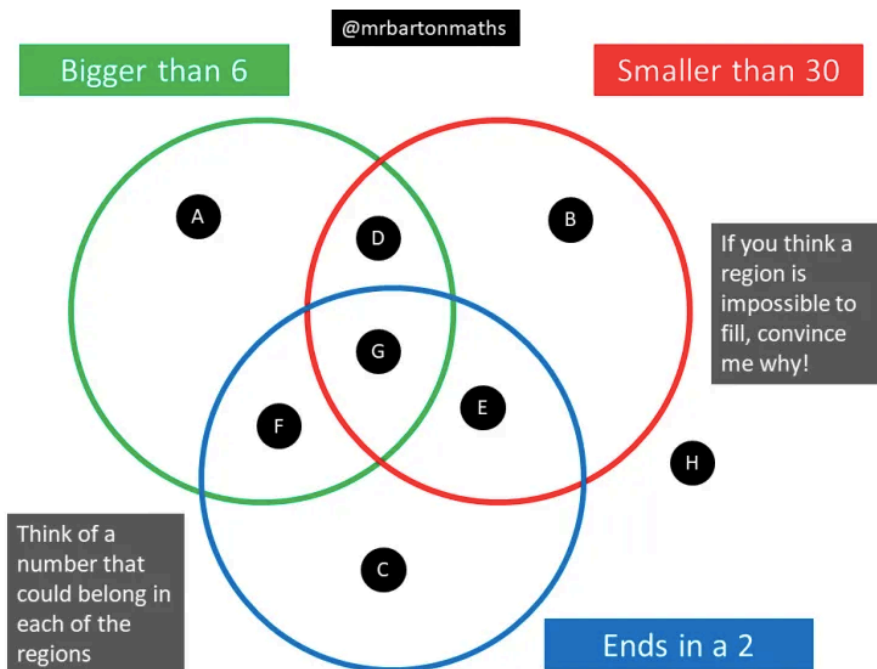 @mrbartonmaths
Bigger than 6
Smaller than 30
A
B
D
If you think a
region is
impossible to
fill, convince
me why!
G
E
F
H
Think of a
number that
could belong in
each of the
regions
C
Ends in a 2